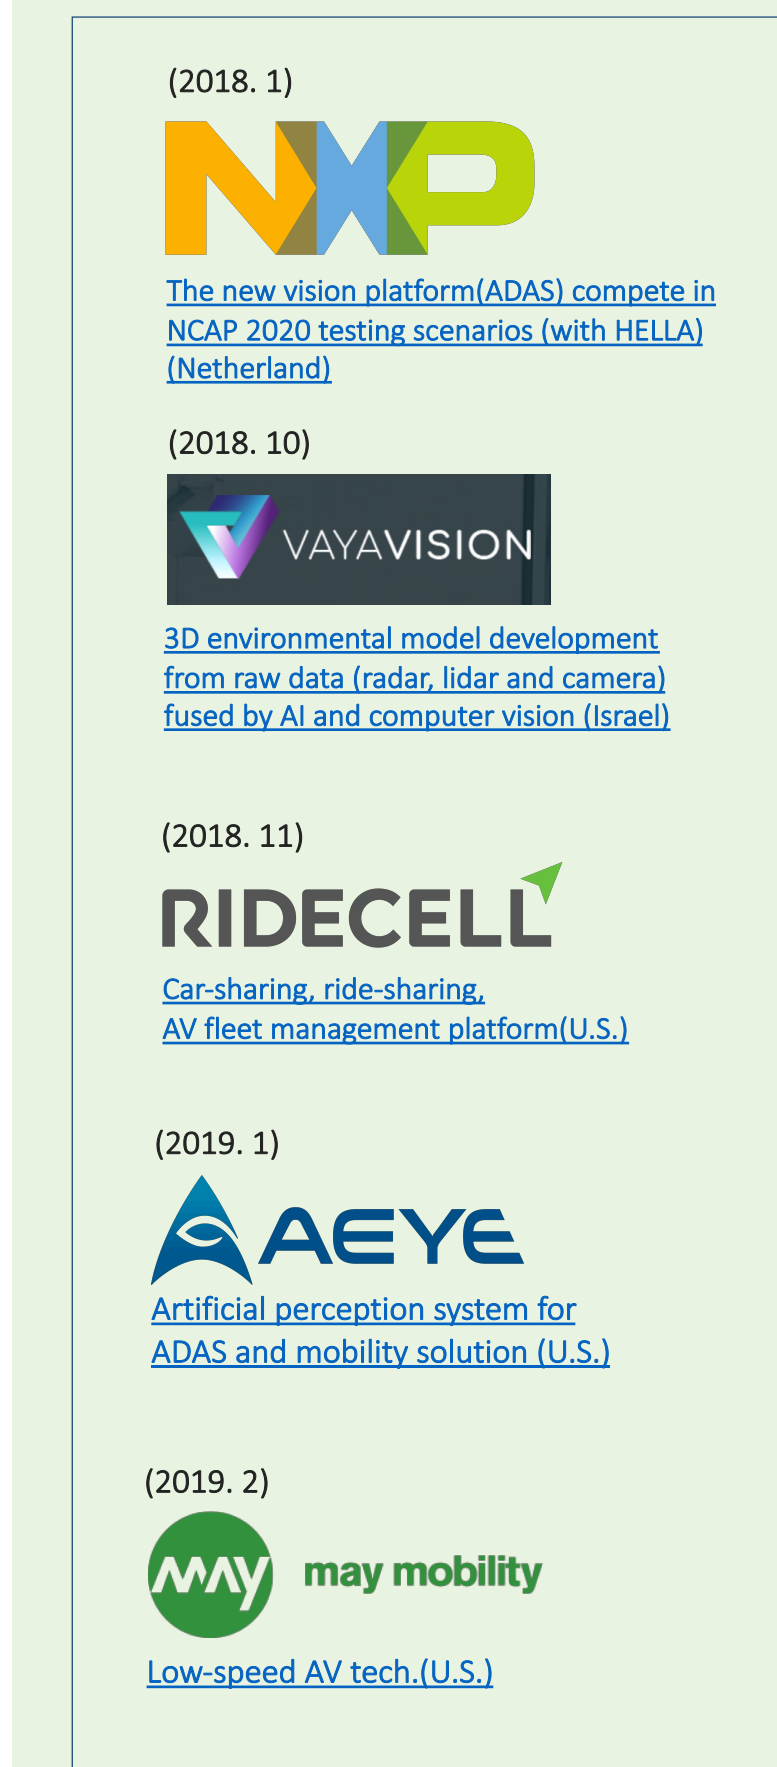 (2018. 1)
NXP
The new vision platform(ADAS) compete in
NCAP 2020 testing scenarios (with HELLA)
(Netherland)
(2018. 10)
VAYAVISION
3D environmental model development
from raw data (radar, lidar and camera)
fused by AI and computer vision (Israel)
(2018. 11)
RIDECELL
Car-sharing, ride-sharing,
AV fleet management platform(U.S.)
(2019. 1)
AEYE
Artificial perception system for
ADAS and mobility solution (U.S.)
(2019. 2)
MAY may mobility
Low-speed AV tech.(U.S.)